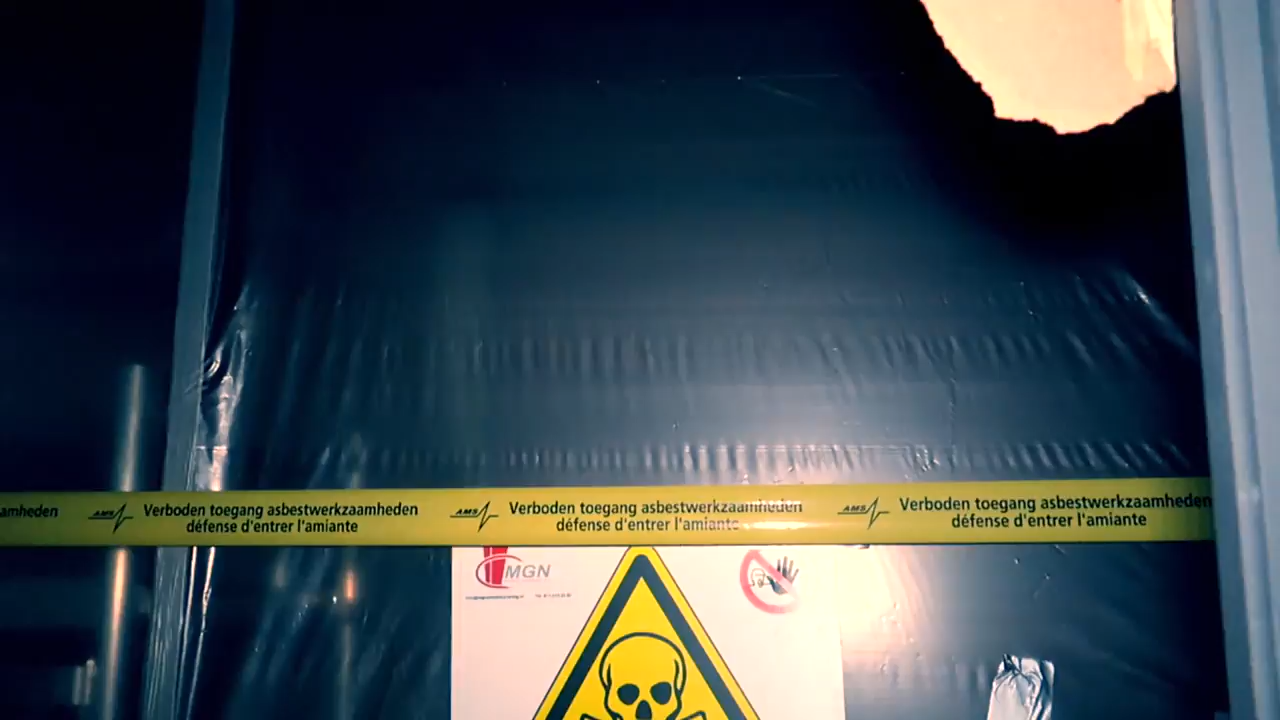 amheden
AMS Verboden toegang asbestwerkzaamheden
défense d'entrer l'amiante
AMS Verboden toegang asbestwerkzaamheden
défense d'entrer l'amiante
AMS Verboden toegang asbestwerkzaamheden
défense d'entrer l'amiante
MGN